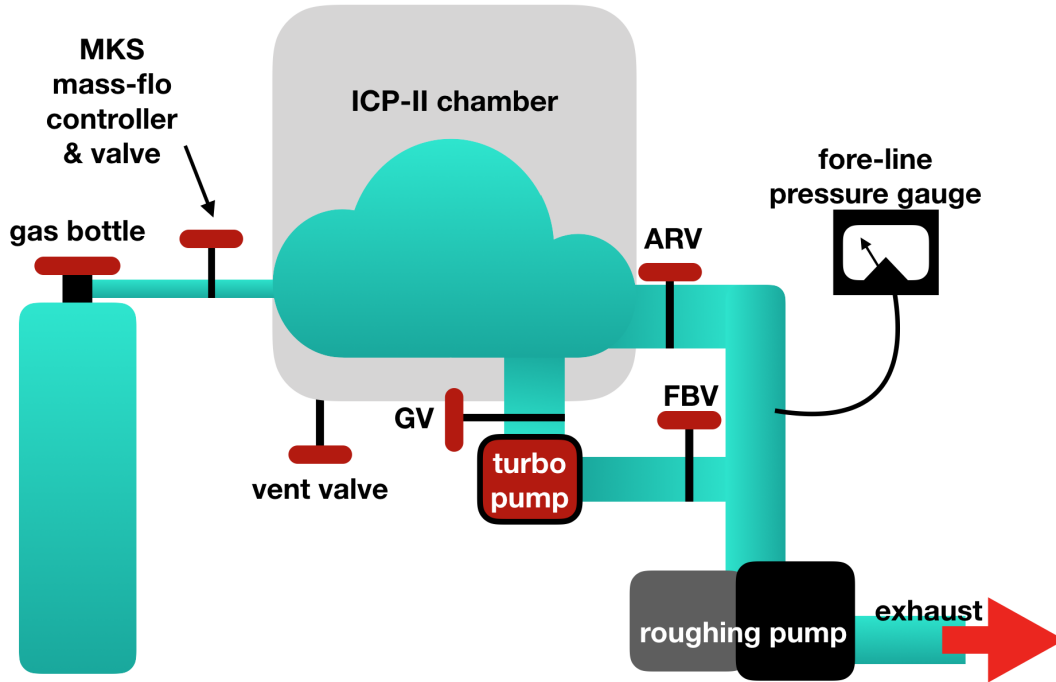 MKS
mass-flo
controller
& valve
ICP-II chamber
fore-line
pressure gauge
gas bottle
ARV
FBV
GV
turbo
pump
vent valve
exhaust
roughing pump